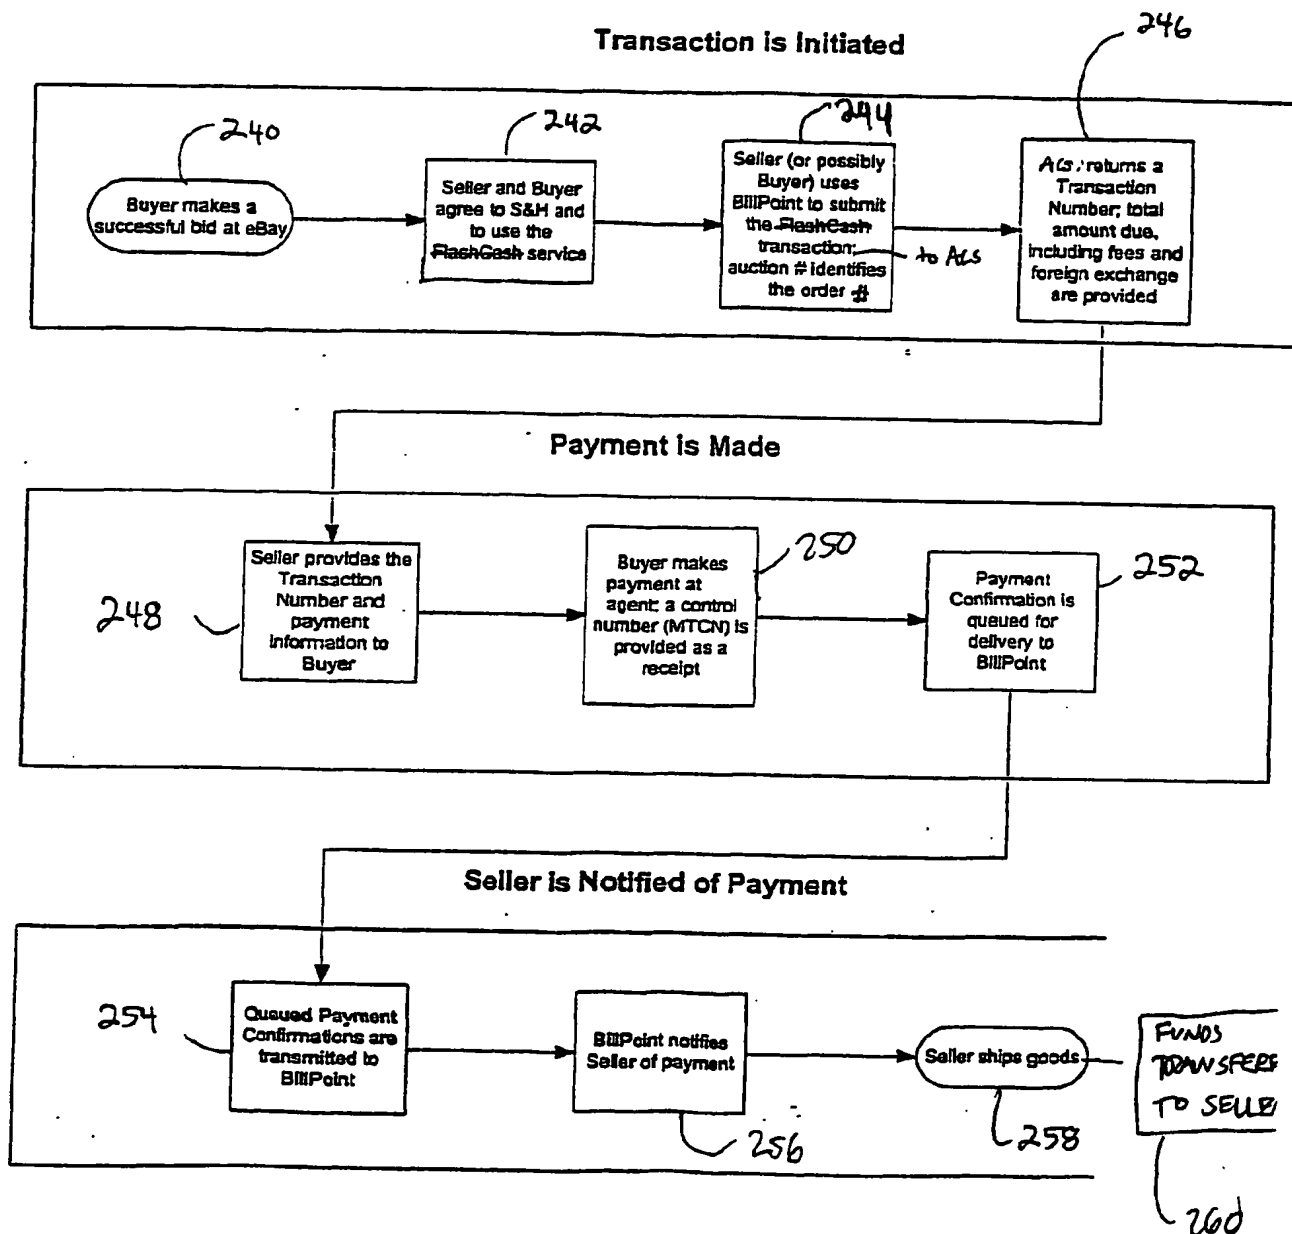 Transaction is Initiated
246
240
Buyer makes a
successful bid at eBay
242
Seller and Buyer
agree to S&H and
to use the
FlashCash service
244
Seller (or possibly
Buyer) uses
BillPoint to submit
the FlashCash
transaction;
auction # identifies
the order #
to ACS
ACS returns a
Transaction
Number; total
amount due,
including fees and
foreign exchange
are provided
Payment is Made
248
Seller provides the
Transaction
Number and
payment
information to
Buyer
250
Buyer makes
payment at
agent; a control
number (MTCN) is
provided as a
receipt
252
Payment
Confirmation is
queued for
delivery to
BillPoint
Seller is Notified of Payment
254
Queued Payment
Confirmations are
transmitted to
BillPoint
BillPoint notifies
Seller of payment
256
Seller ships goods
258
FUNDS
TRANSFERE
TO SELLE
260